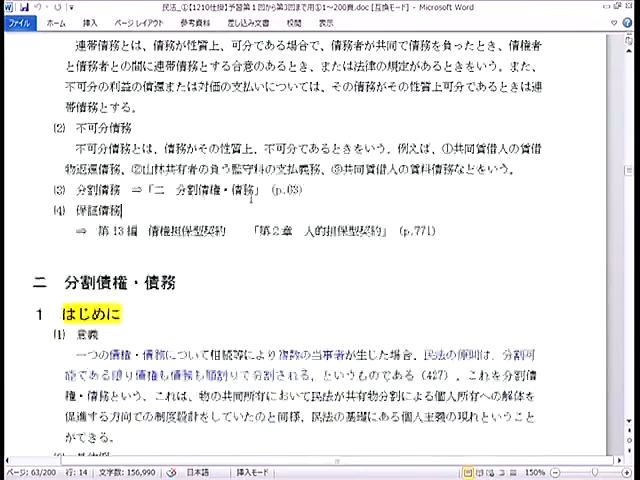 民法_①【1210仕掛】予習第1回から第3回まで用①1～200頁.doc [互換モード] - Microsoft Word
ファイル ホーム 挿入 ページ レイアウト 参考資料 差し込み文書 校閲 表示
連帯債務とは、債務が性質上、可分である場合で、債務者が共同で債務を負ったとき、債権者
と債務者との間に連帯債務とする合意のあるとき、または法律の規定があるときをいう。また、
不可分の利益の償還または対価の支払いについては、その債務がその性質上可分であるときは連
帯債務とする。
(2) 不可分債務
不可分債務とは、債務がその性質上、不可分であるときをいう。例えば、①共同賃借人の賃借
物返還債務、②山林共有者の負う監守料の支払義務、③共同賃借人の賃料債務などをいう。
(3) 分割債務 ⇒「二 分割債権・債務」(p.63)
(4) 保証債務
⇒ 第13編 債権担保型契約 「第2章 人的担保型契約」(p.771)
二 分割債権・債務
1 はじめに
(1) 意義
一つの債権・債務について相続等により複数の当事者が生じた場合、民法の原則は、分割可
能である限り債権も債務も頭割りで分割される、というものである(427)。これを分割債
権・債務という。これは、物の共同所有において民法が共有物分割による個人所有への解体を
促進する方向での制度設計をしていたのと同様、民法の基礎にある個人主義の現れということ
ができる。
ページ: 63/200 行: 14 文字数: 156,990 日本語 挿入モード 150%